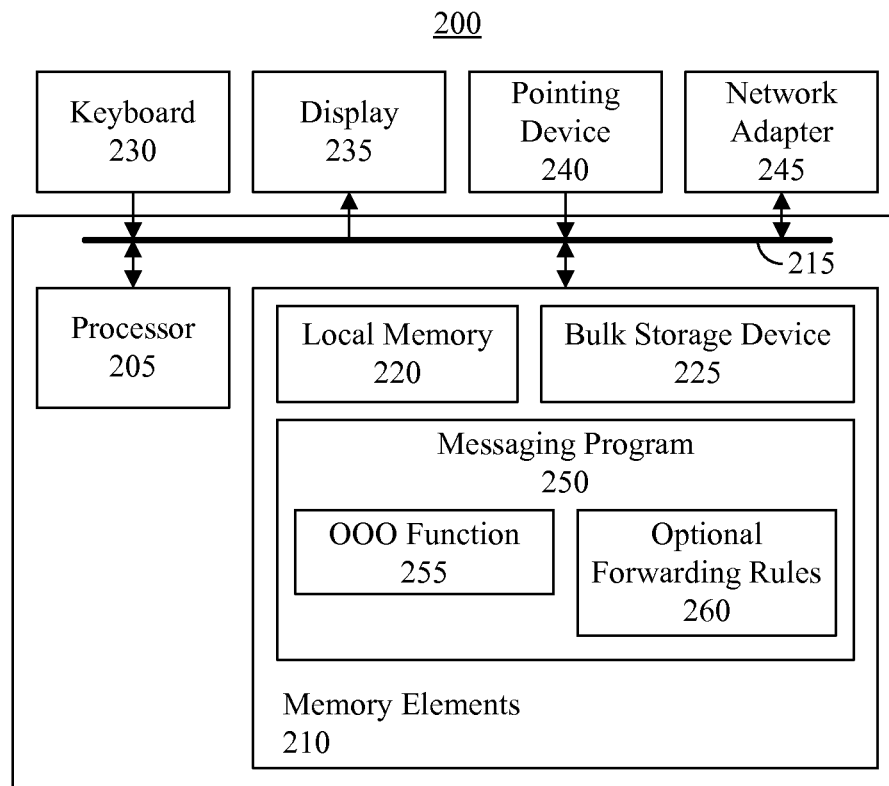 200
Keyboard
230
Display
235
Pointing
Device
240
Network
Adapter
245
215
Processor
205
Local Memory
220
Bulk Storage Device
225
Messaging Program
250
OOO Function
255
Optional
Forwarding Rules
260
Memory Elements
210